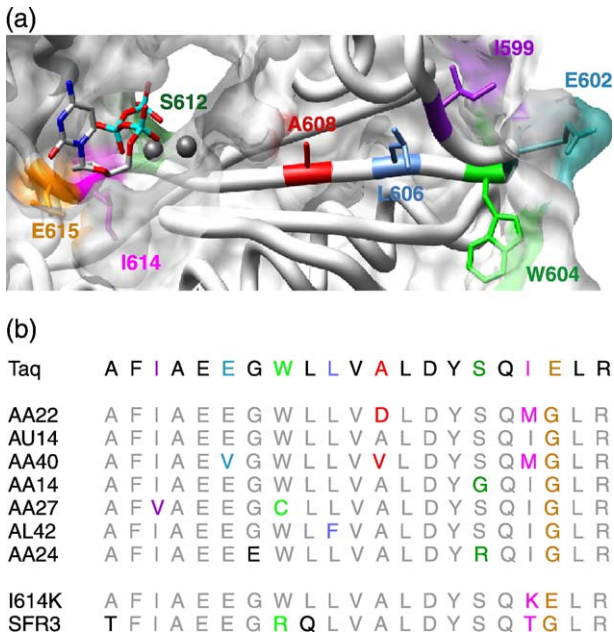 (a)
I599
E602
S612
A608
L606
E615
I614
W604
(b)
Taq A F I A E E G W L L V A L D Y S Q I E L R
AA22 A F I A E E G W L L V D L D Y S Q M G L R
AU14 A F I A E E G W L L V A L D Y S Q I G L R
AA40 A F I A E V G W L L V V L D Y S Q M G L R
AA14 A F I A E E G W L L V A L D Y G Q I G L R
AA27 A F V A E E G C L L V A L D Y S Q I G L R
AL42 A F I A E E G W L F V A L D Y S Q I G L R
AA24 A F I A E E E W L L V A L D Y R Q I G L R
I614K A F I A E E G W L L V A L D Y S Q K E L R
SFR3 T F I A E E G R Q L V A L D Y S Q T E L R